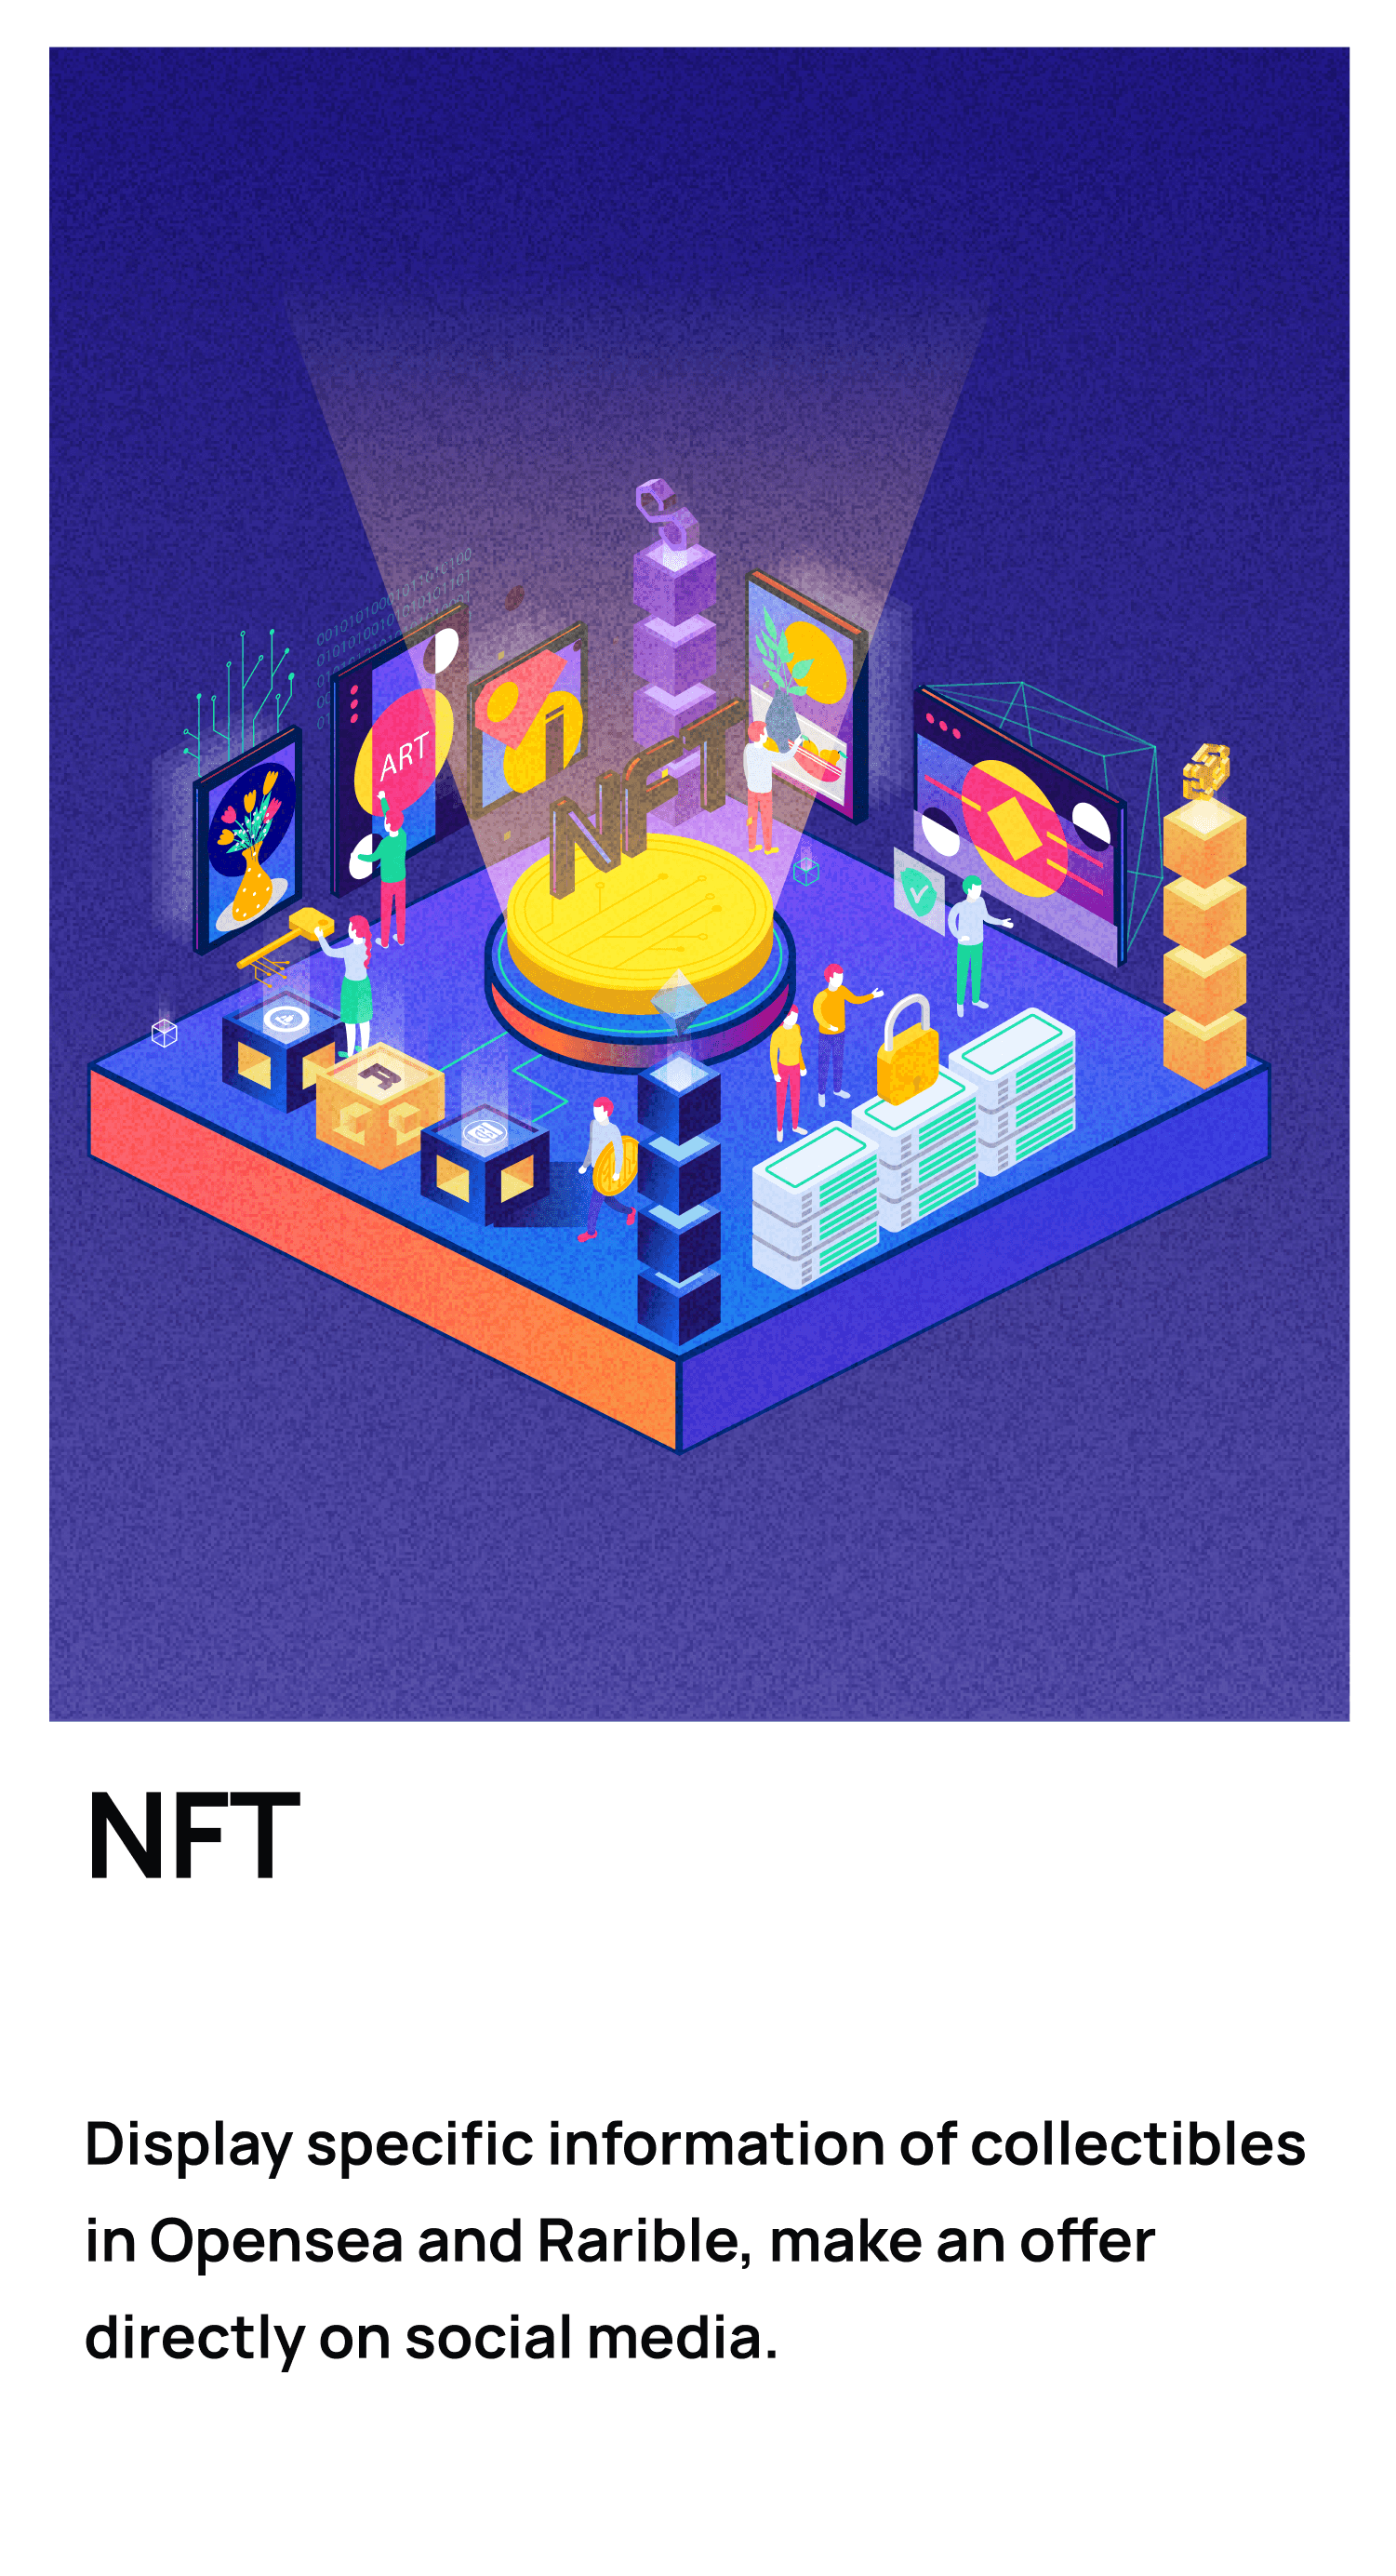 ART
NFT
R
NFT
Display specific information of collectibles
in Opensea and Rarible, make an offer
directly on social media.